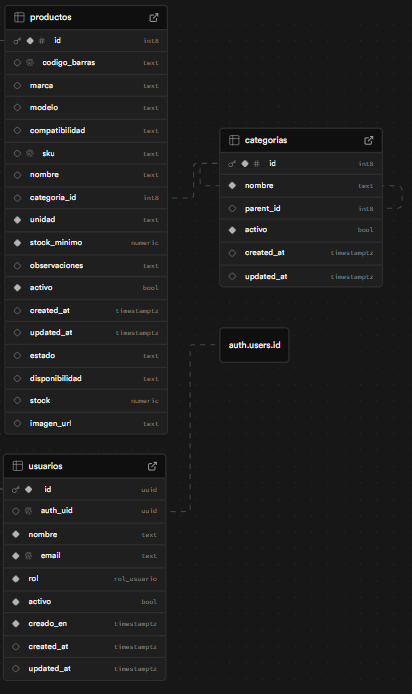 productos
id int8
codigo_barras text
marca text
modelo text
compatibilidad text
sku text
nombre text
categoria_id int8
unidad text
stock_minimo numeric
observaciones text
activo bool
created_at timestamptz
updated_at timestamptz
estado text
disponibilidad text
stock numeric
imagen_url text
categorias
id int8
nombre text
parent_id int8
activo bool
created_at timestamptz
updated_at timestamptz
auth.users.id
usuarios
id uuid
auth_uid uuid
nombre text
email text
rol rol_usuario
activo bool
creado_en timestamptz
created_at timestamptz
updated_at timestamptz